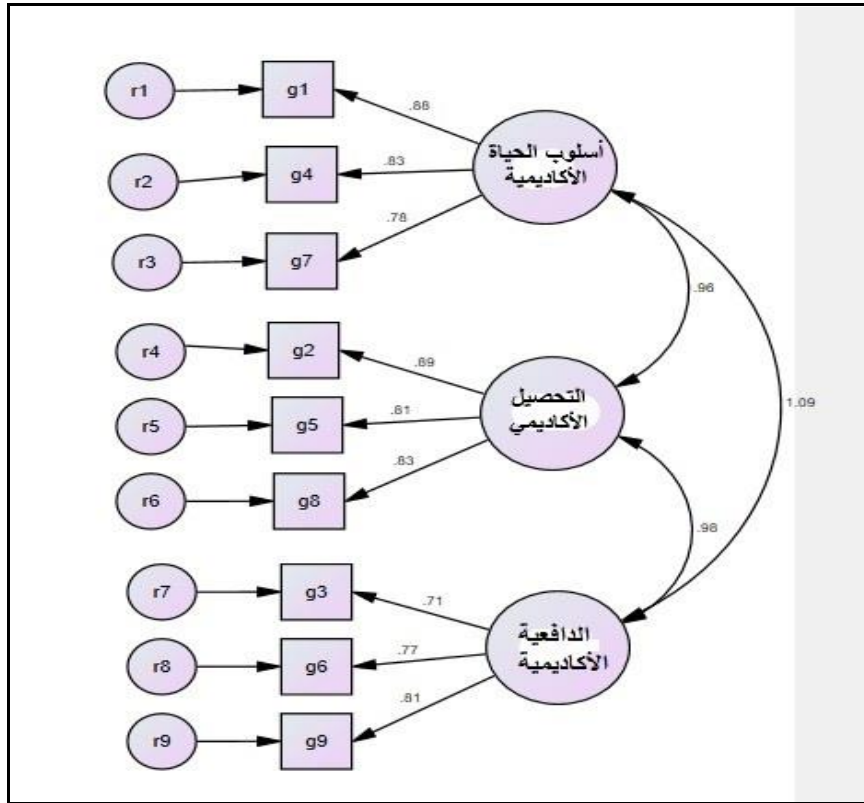 r1
g1
.88
أسلوب الحياة
الأكاديمية
r2
g4
.83
r3
g7
.78
.96
r4
g2
.89
التحصيل
الأكاديمي
1.09
r5
g5
.81
r6
g8
.83
.98
r7
g3
.71
الدافعية
الأكاديمية
r8
g6
.77
r9
g9
.81